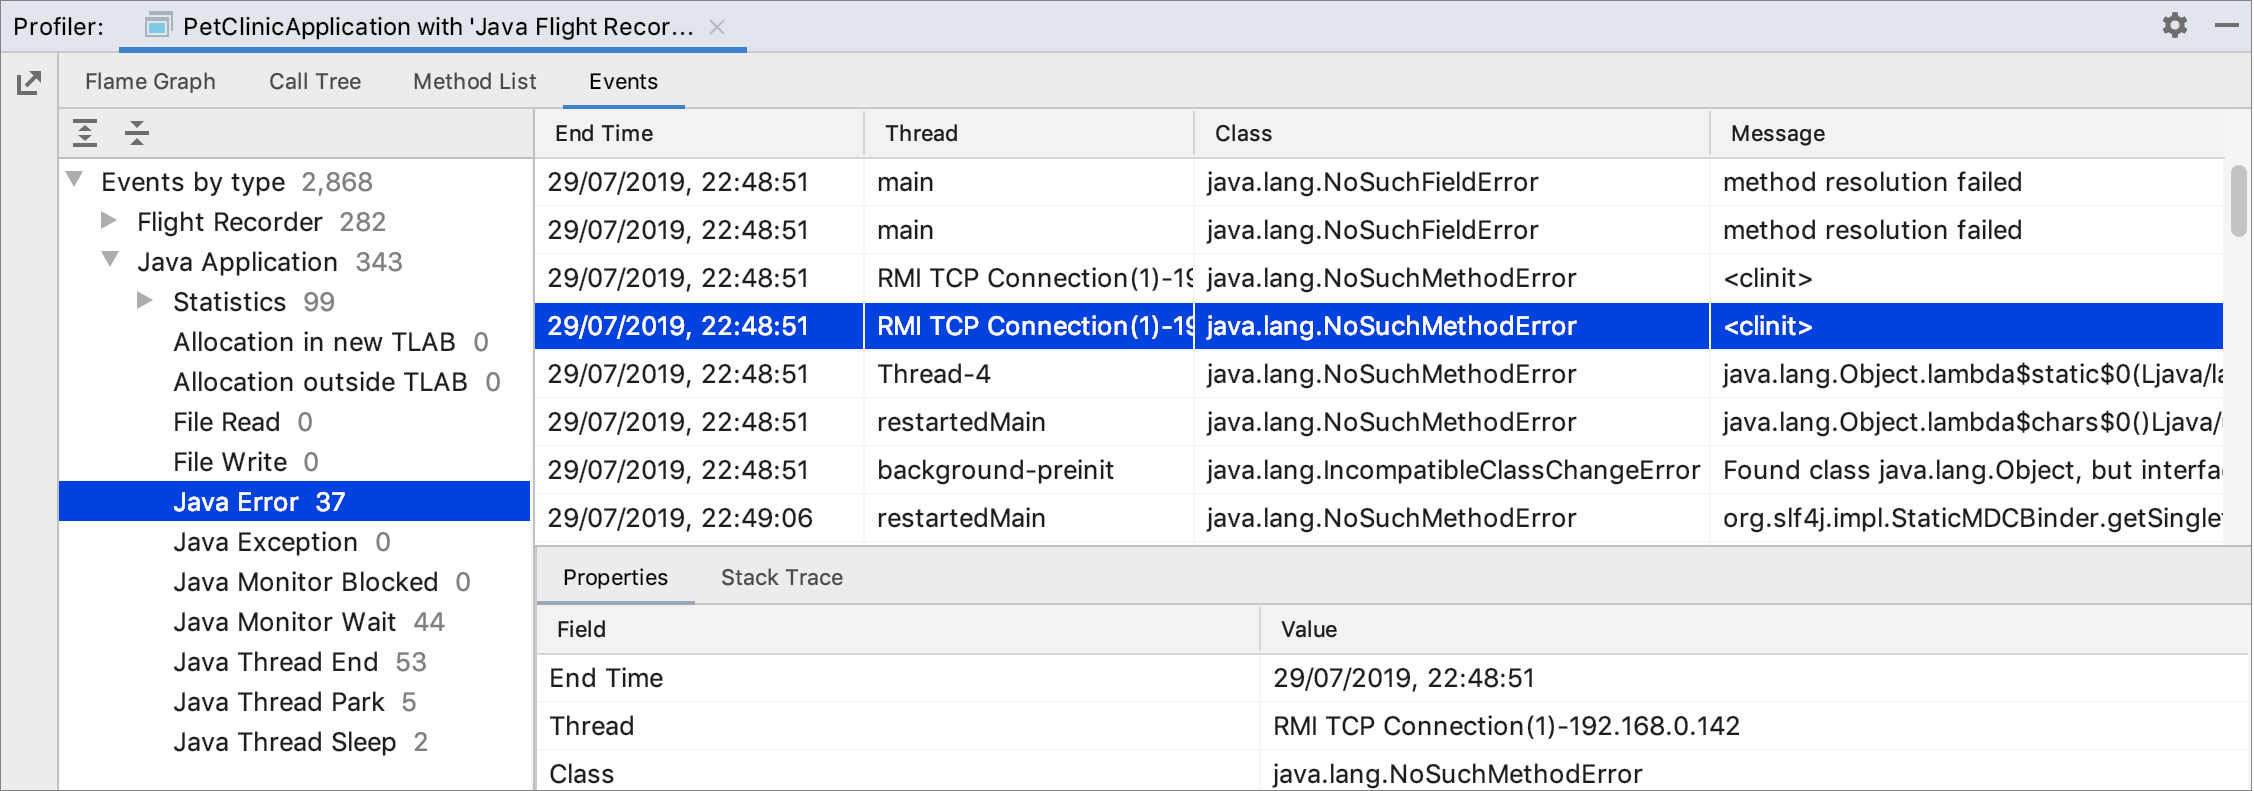 Profiler: PetClinicApplication with 'Java Flight Recor...
Flame Graph Call Tree Method List Events
Events by type 2,868
Flight Recorder 282
Java Application 343
Statistics 99
Allocation in new TLAB 0
Allocation outside TLAB 0
File Read 0
File Write 0
Java Error 37
Java Exception 0
Java Monitor Blocked 0
Java Monitor Wait 44
Java Thread End 53
Java Thread Park 5
Java Thread Sleep 2
End Time Thread Class Message
29/07/2019, 22:48:51 main java.lang.NoSuchFieldError method resolution failed
29/07/2019, 22:48:51 main java.lang.NoSuchFieldError method resolution failed
29/07/2019, 22:48:51 RMI TCP Connection(1)-19 java.lang.NoSuchMethodError <clinit>
29/07/2019, 22:48:51 RMI TCP Connection(1)-19 java.lang.NoSuchMethodError <clinit>
29/07/2019, 22:48:51 Thread-4 java.lang.NoSuchMethodError java.lang.Object.lambda$static$0(Ljava/la
29/07/2019, 22:48:51 restartedMain java.lang.NoSuchMethodError java.lang.Object.lambda$chars$0()Ljava/
29/07/2019, 22:48:51 background-preinit java.lang.IncompatibleClassChangeError Found class java.lang.Object, but interfa
29/07/2019, 22:49:06 restartedMain java.lang.NoSuchMethodError org.slf4j.impl.StaticMDCBinder.getSinglet
Properties Stack Trace
Field Value
End Time 29/07/2019, 22:48:51
Thread RMI TCP Connection(1)-192.168.0.142
Class java.lang.NoSuchMethodError